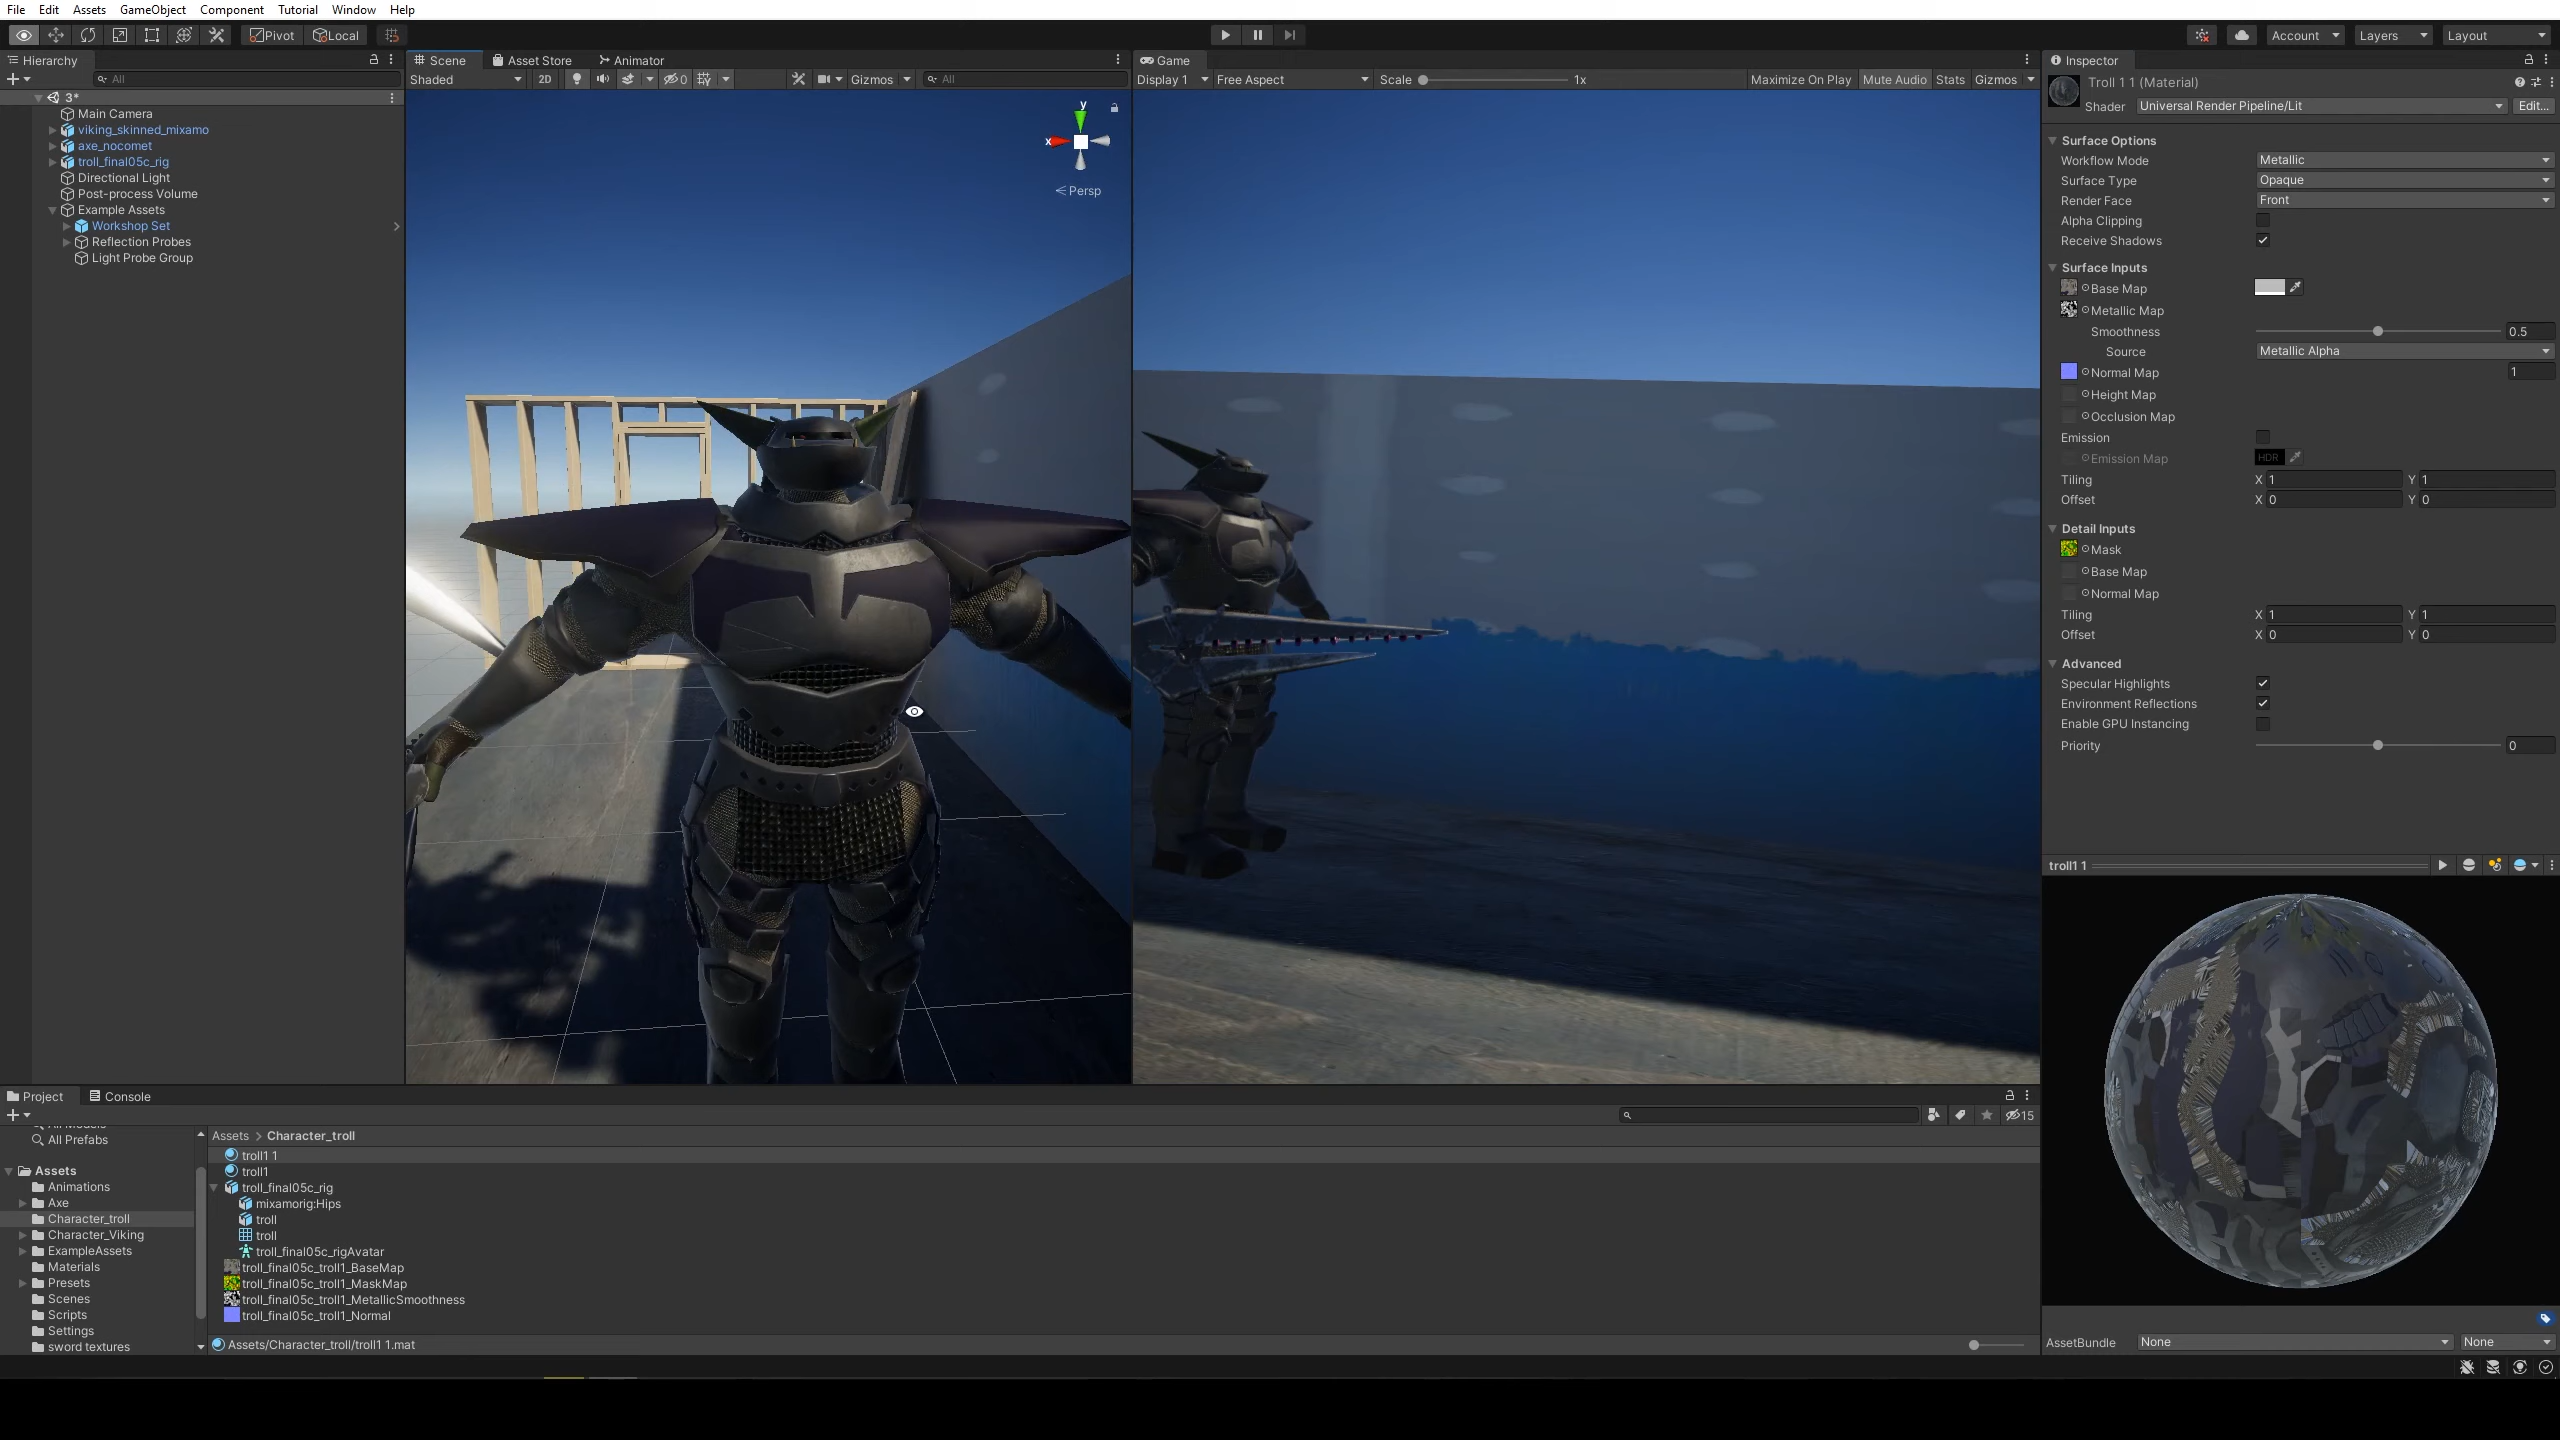 File Edit Assets GameObject Component Tutorial Window Help
Pivot Local Account Layers Layout
Hierarchy
All
3*
Main Camera
viking_skinned_mixamo
axe_nocomet
troll_final05c_rig
Directional Light
Post-process Volume
Example Assets
Workshop Set
Reflection Probes
Light Probe Group
Scene Asset Store Animator
Shaded 2D 0 Gizmos All
y
x
Persp
Game
Display 1 Free Aspect Scale 1x Maximize On Play Mute Audio Stats Gizmos
Inspector
Troll 1 1 (Material)
Shader Universal Render Pipeline/Lit Edit...
Surface Options
Workflow Mode Metallic
Surface Type Opaque
Render Face Front
Alpha Clipping
Receive Shadows
Surface Inputs
Base Map
Metallic Map
Smoothness 0.5
Source Metallic Alpha
Normal Map 1
Height Map
Occlusion Map
Emission
Emission Map HDR
Tiling X 1 Y 1
Offset X 0 Y 0
Detail Inputs
Mask
Base Map
Normal Map
Tiling X 1 Y 1
Offset X 0 Y 0
Advanced
Specular Highlights
Environment Reflections
Enable GPU Instancing
Priority 0
troll1 1
AssetBundle None None
Project Console
15
All Prefabs
Assets
Animations
Axe
Character_troll
Character_Viking
ExampleAssets
Materials
Presets
Scenes
Scripts
Settings
sword textures
Assets > Character_troll
troll1 1
troll1
troll_final05c_rig
mixamorig:Hips
troll
troll
troll_final05c_rigAvatar
troll_final05c_troll1_BaseMap
troll_final05c_troll1_MaskMap
troll_final05c_troll1_MetallicSmoothness
troll_final05c_troll1_Normal
Assets/Character_troll/troll1 1.mat